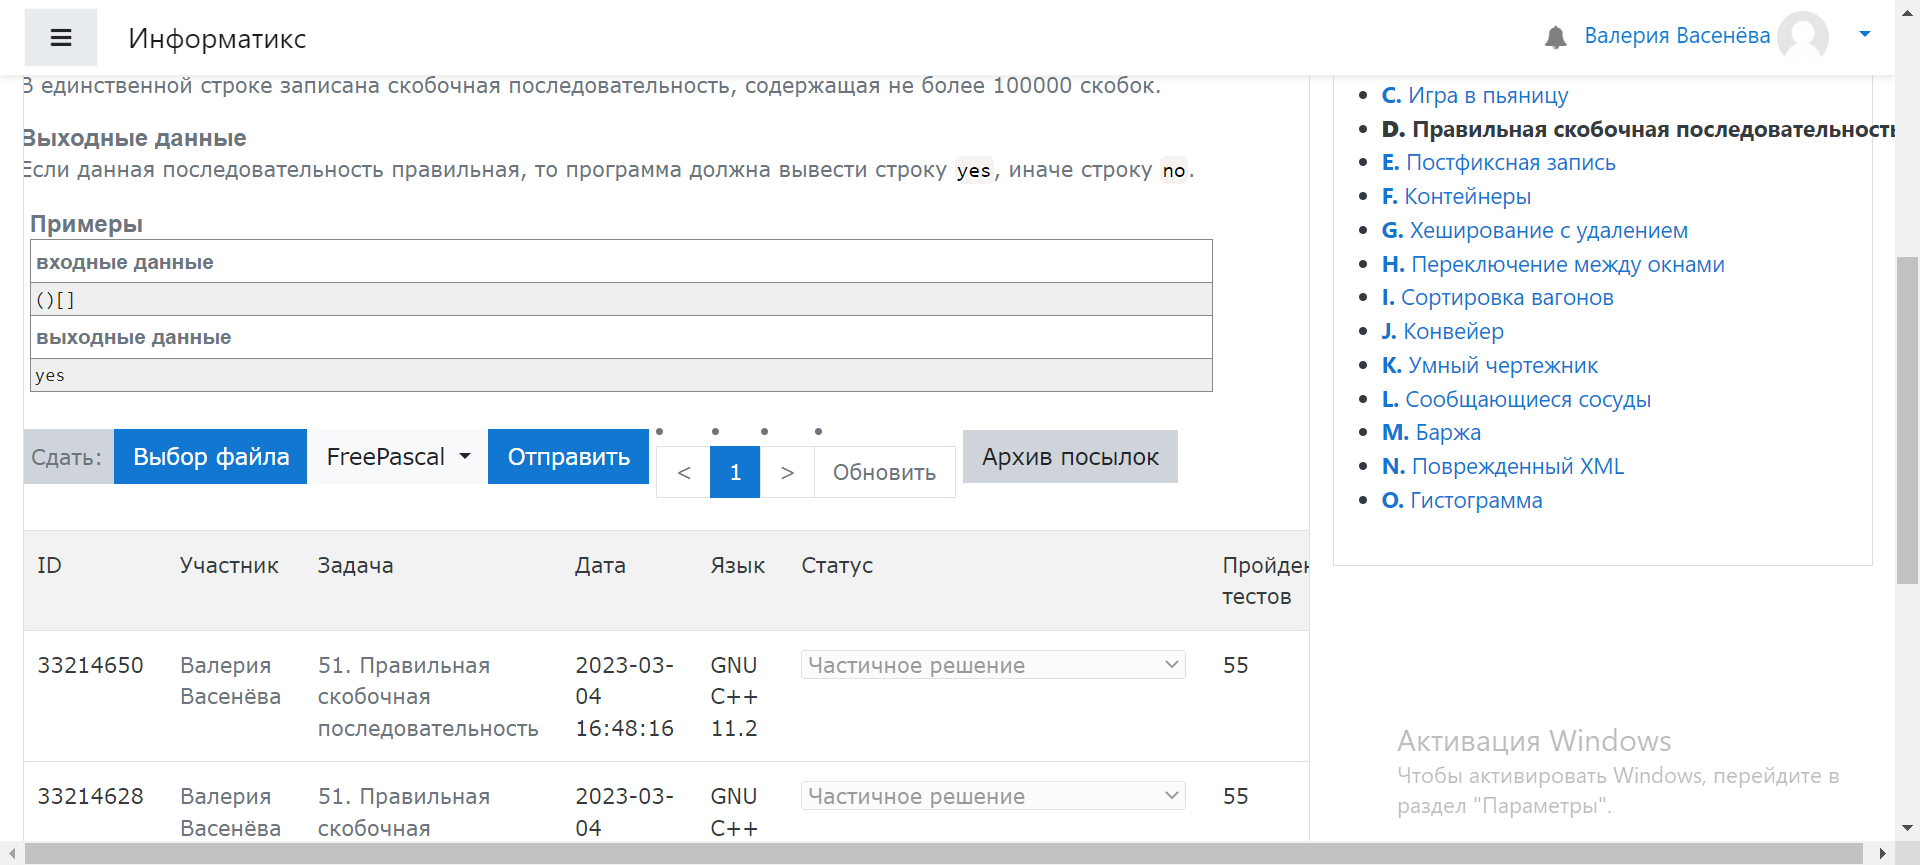 Информатикс
Валерия Васенёва
В единственной строке записана скобочная последовательность, содержащая не более 100000 скобок.
Выходные данные
Если данная последовательность правильная, то программа должна вывести строку yes, иначе строку no.
Примеры
входные данные
()[]
выходные данные
yes
Сдать:
Выбор файла
FreePascal
Отправить
<
1
>
Обновить
Архив посылок
ID Участник Задача Дата Язык Статус Пройден
тестов
33214650 Валерия 51. Правильная 2023-03- GNU Частичное решение 55
Васенёва скобочная 04 C++
последовательность 16:48:16 11.2
33214628 Валерия 51. Правильная 2023-03- GNU Частичное решение 55
Васенёва скобочная 04 C++
C. Игра в пьяницу
D. Правильная скобочная последовательность
E. Постфиксная запись
F. Контейнеры
G. Хеширование с удалением
H. Переключение между окнами
I. Сортировка вагонов
J. Конвейер
K. Умный чертежник
L. Сообщающиеся сосуды
M. Баржа
N. Поврежденный XML
O. Гистограмма
Активация Windows
Чтобы активировать Windows, перейдите в
раздел "Параметры".